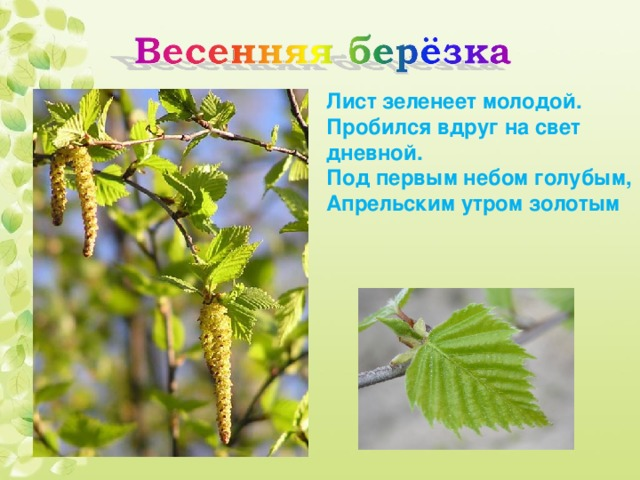 Весенняя берёзка
Лист зеленеет молодой.
Пробился вдруг на свет
дневной.
Под первым небом голубым,
Апрельским утром золотым